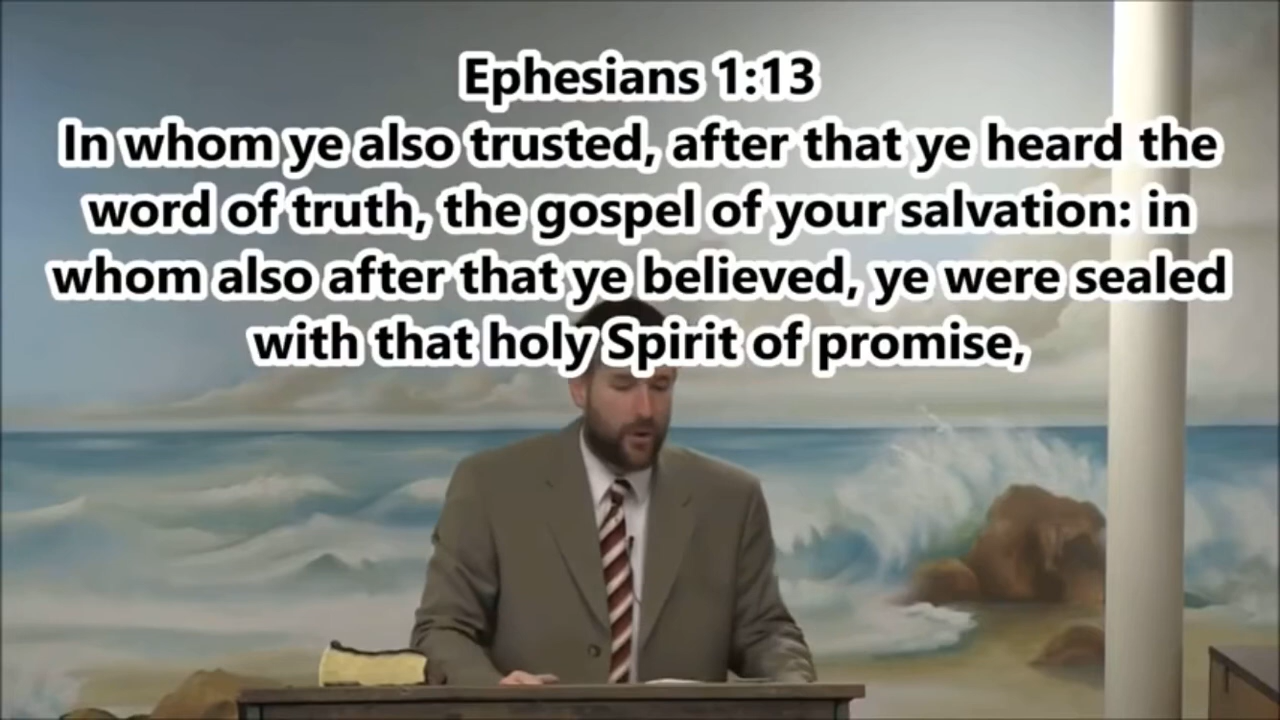 Ephesians 1:13
In whom ye also trusted, after that ye heard the
word of truth, the gospel of your salvation: in
whom also after that ye believed, ye were sealed
with that holy Spirit of promise,